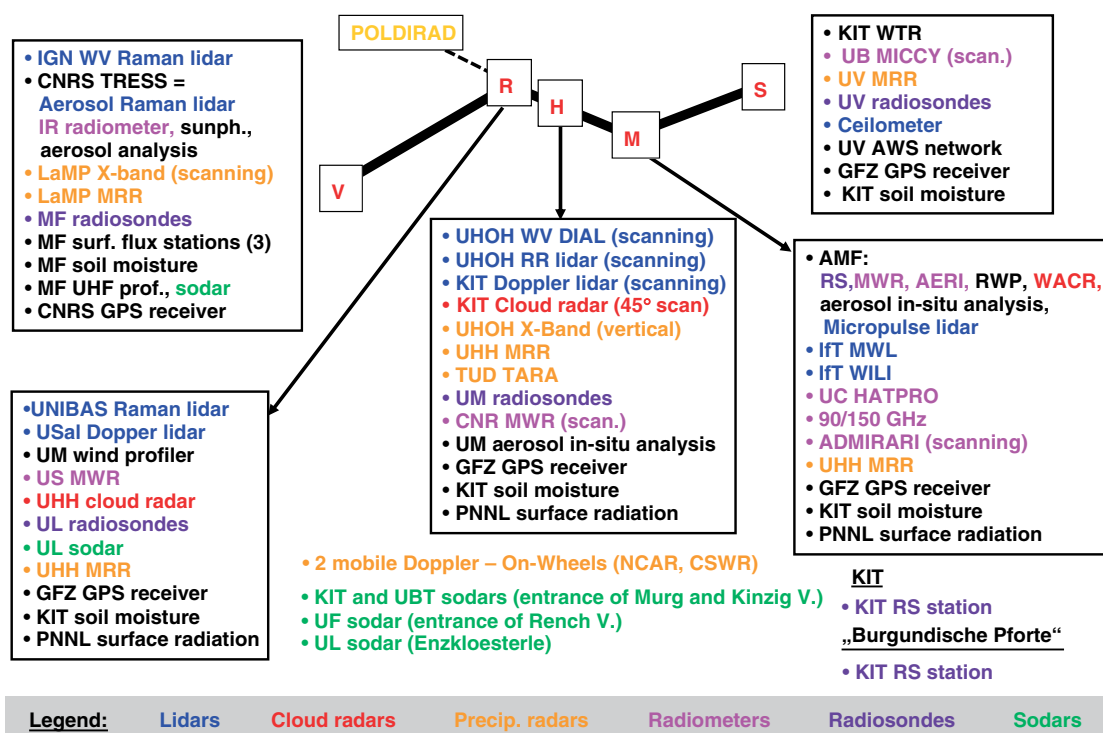 POLDIRAD
R
H
M
S
V
• IGN WV Raman lidar
• CNRS TRESS =
Aerosol Raman lidar
IR radiometer, sunph.,
aerosol analysis
• LaMP X-band (scanning)
• LaMP MRR
• MF radiosondes
• MF surf. flux stations (3)
• MF soil moisture
• MF UHF prof., sodar
• CNRS GPS receiver
• KIT WTR
• UB MICCY (scan.)
• UV MRR
• UV radiosondes
• Ceilometer
• UV AWS network
• GFZ GPS receiver
• KIT soil moisture
• UHOH WV DIAL (scanning)
• UHOH RR lidar (scanning)
• KIT Doppler lidar (scanning)
• KIT Cloud radar (45° scan)
• UHOH X-Band (vertical)
• UHH MRR
• TUD TARA
• UM radiosondes
• CNR MWR (scan.)
• UM aerosol in-situ analysis
• GFZ GPS receiver
• KIT soil moisture
• PNNL surface radiation
• AMF:
RS,MWR, AERI, RWP, WACR,
aerosol in-situ analysis,
Micropulse lidar
• IfT MWL
• IfT WILI
• UC HATPRO
• 90/150 GHz
• ADMIRARI (scanning)
• UHH MRR
• GFZ GPS receiver
• KIT soil moisture
• PNNL surface radiation
•UNIBAS Raman lidar
• USal Dopper lidar
• UM wind profiler
• US MWR
• UHH cloud radar
• UL radiosondes
• UL sodar
• UHH MRR
• GFZ GPS receiver
• KIT soil moisture
• PNNL surface radiation
• 2 mobile Doppler – On-Wheels (NCAR, CSWR)
• KIT and UBT sodars (entrance of Murg and Kinzig V.)
• UF sodar (entrance of Rench V.)
• UL sodar (Enzkloesterle)
KIT
• KIT RS station
„Burgundische Pforte“
• KIT RS station
Legend: Lidars Cloud radars Precip. radars Radiometers Radiosondes Sodars